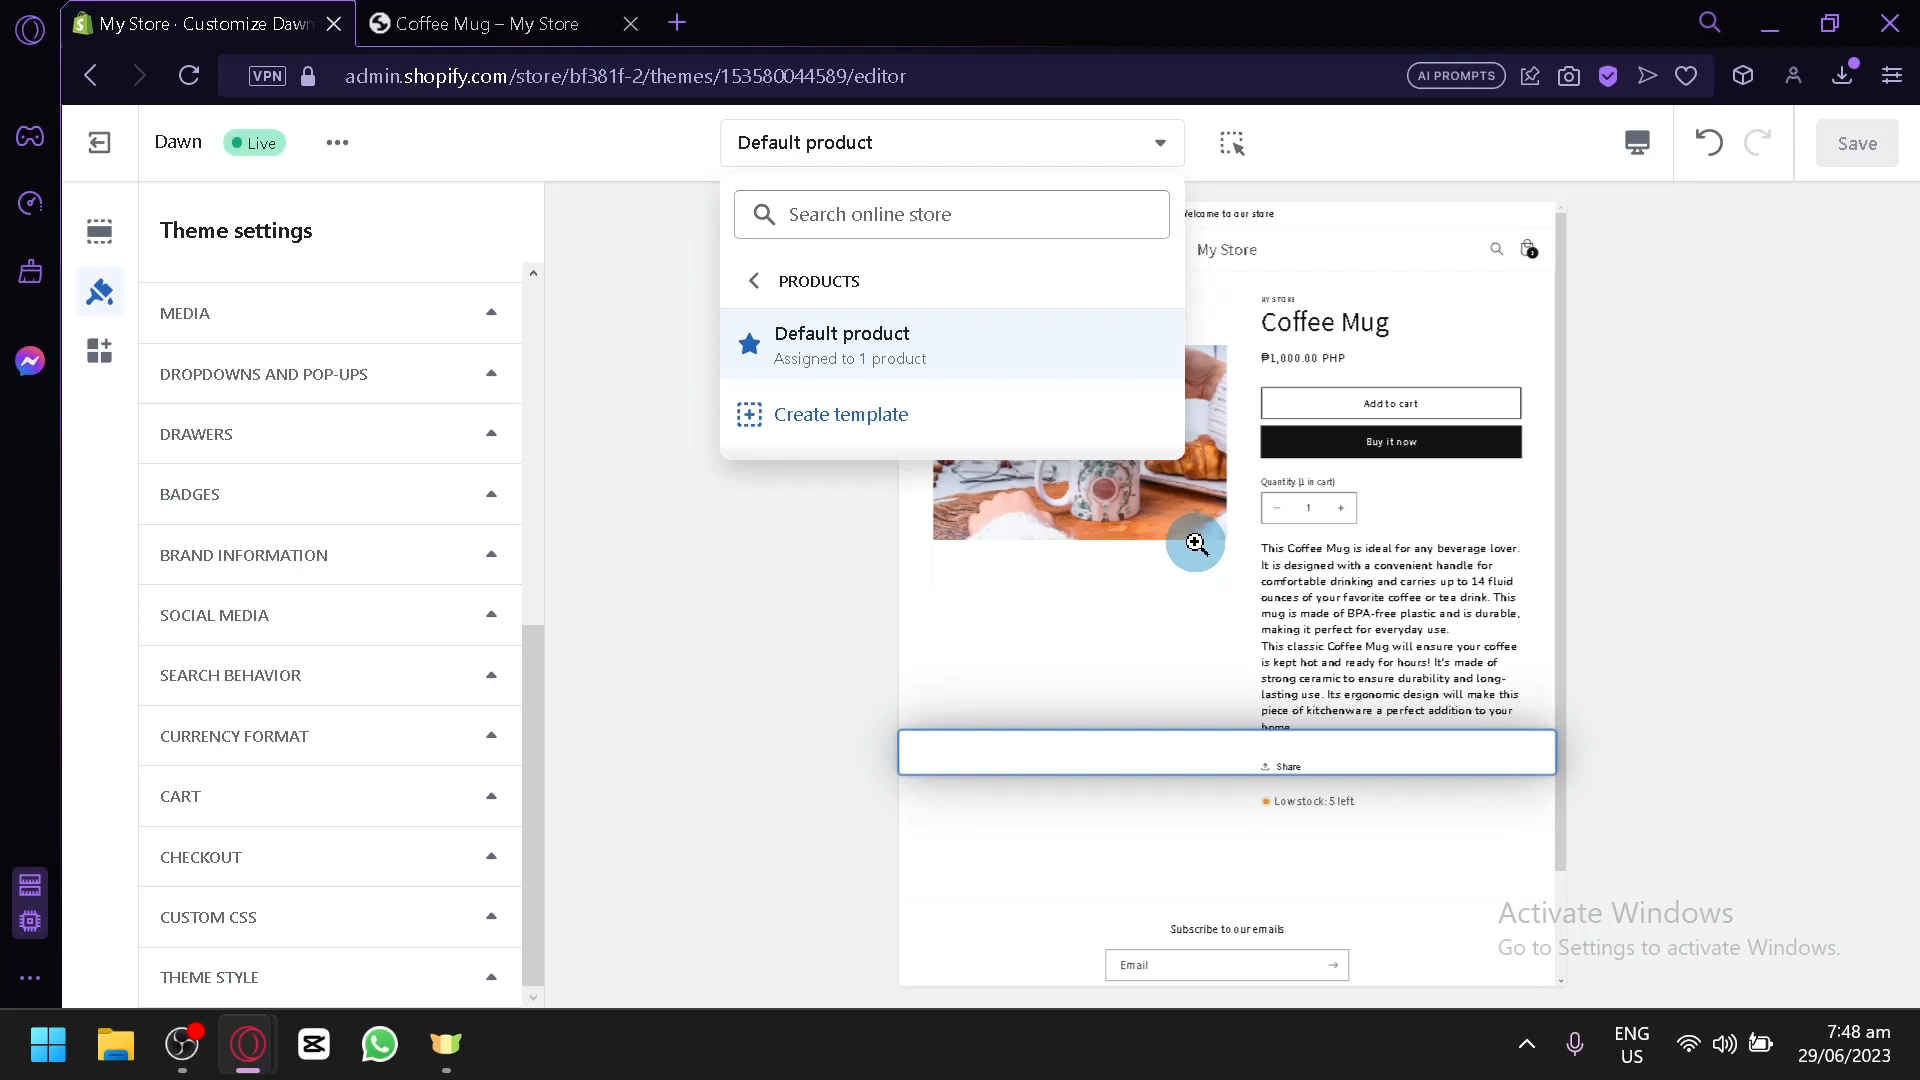 My Store · Customize Dawn
Coffee Mug – My Store
VPN
admin.shopify.com/store/bf381f-2/themes/153580044589/editor
AI PROMPTS
Dawn
Live
Default product
Save
Theme settings
MEDIA
DROPDOWNS AND POP-UPS
DRAWERS
BADGES
BRAND INFORMATION
SOCIAL MEDIA
SEARCH BEHAVIOR
CURRENCY FORMAT
CART
CHECKOUT
CUSTOM CSS
THEME STYLE
Search online store
PRODUCTS
Default product
Assigned to 1 product
Create template
Welcome to our store
My Store
1
MY STORE
Coffee Mug
₱1,000.00 PHP
Add to cart
Buy it now
Quantity (1 in cart)
1
This Coffee Mug is ideal for any beverage lover.
It is designed with a convenient handle for
comfortable drinking and carries up to 14 fluid
ounces of your favorite coffee or tea drink. This
mug is made of BPA-free plastic and is durable,
making it perfect for everyday use.
This classic Coffee Mug will ensure your coffee
is kept hot and ready for hours! It's made of
strong ceramic to ensure durability and long-
lasting use. Its ergonomic design will make this
piece of kitchenware a perfect addition to your
home.
Share
Low stock: 5 left
Subscribe to our emails
Email
Activate Windows
Go to Settings to activate Windows.
ENG
US
7:48 am
29/06/2023